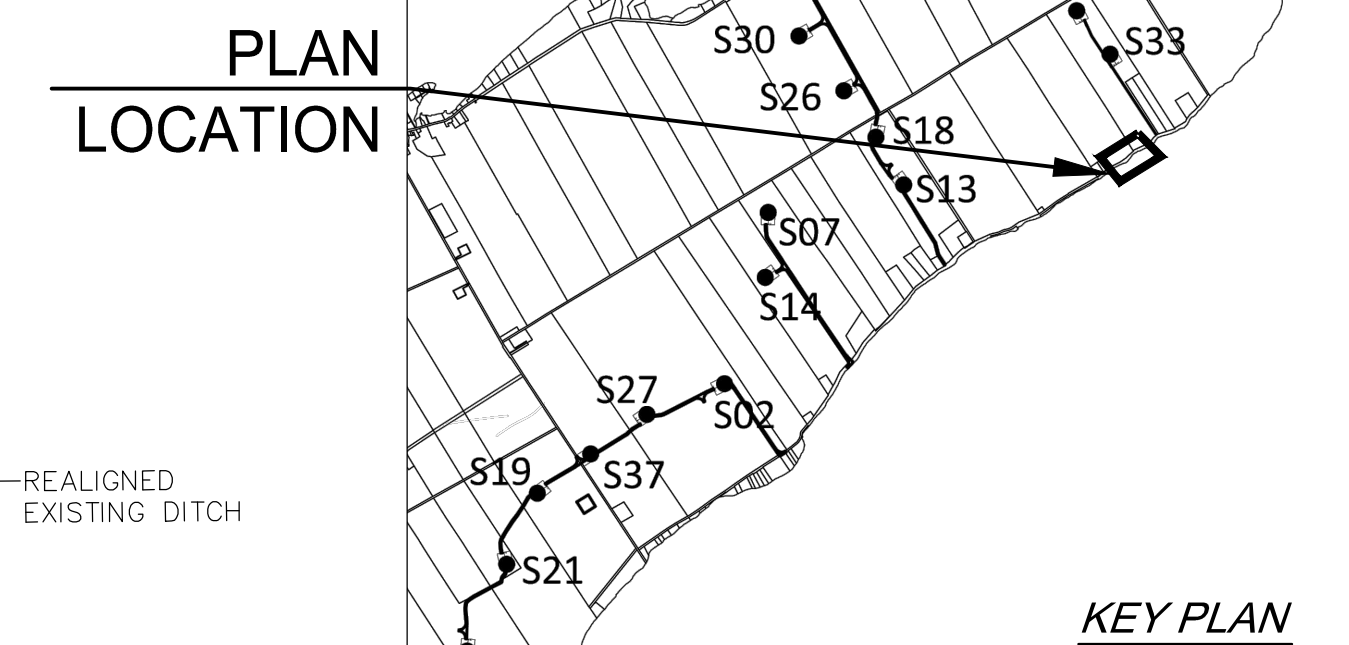 PLAN
LOCATION
S30
S33
S26
S18
S13
S07
S14
S27
S02
S19
S37
REALIGNED
EXISTING DITCH
S21
KEY PLAN